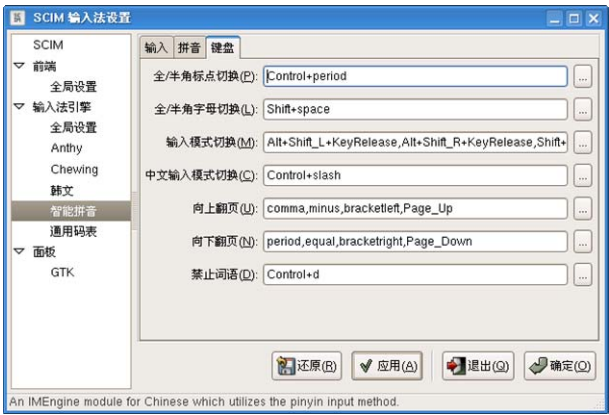 SCIM 输入法设置
SCIM
前端
全局设置
输入法引擎
全局设置
Anthy
Chewing
韩文
智能拼音
通用码表
面板
GTK
输入 拼音 键盘
全/半角标点切换(P): Control+period ...
全/半角字母切换(L): Shift+space ...
输入模式切换(M): Alt+Shift_L+KeyRelease,Alt+Shift_R+KeyRelease,Shift+ ...
中文输入模式切换(C): Control+slash ...
向上翻页(U): comma,minus,bracketleft,Page_Up ...
向下翻页(N): period,equal,bracketright,Page_Down ...
禁止词语(D): Control+d ...
还原(R) 应用(A) 退出(Q) 确定(O)
An IMEngine module for Chinese which utilizes the pinyin input method.